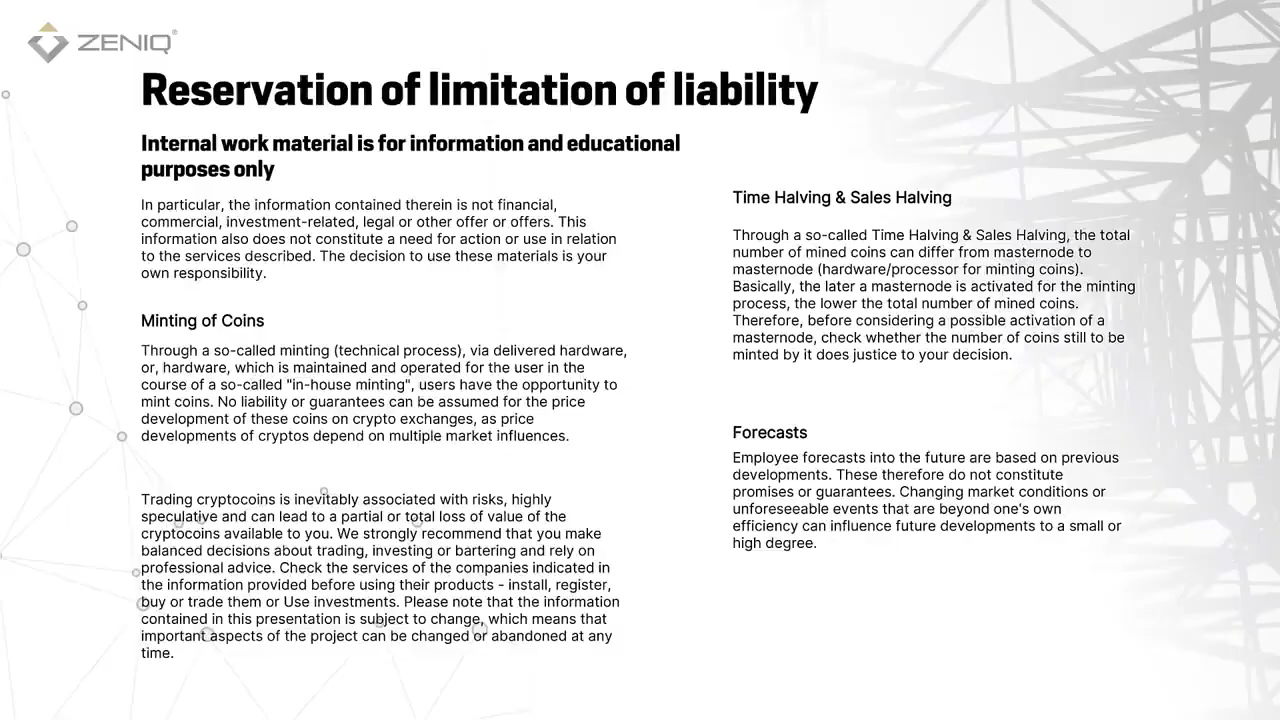 ZENIQ®
Reservation of limitation of liability
Internal work material is for information and educational
purposes only
In particular, the information contained therein is not financial,
commercial, investment-related, legal or other offer or offers. This
information also does not constitute a need for action or use in relation
to the services described. The decision to use these materials is your
own responsibility.
Minting of Coins
Through a so-called minting (technical process), via delivered hardware,
or, hardware, which is maintained and operated for the user in the
course of a so-called "in-house minting", users have the opportunity to
mint coins. No liability or guarantees can be assumed for the price
development of these coins on crypto exchanges, as price
developments of cryptos depend on multiple market influences.
Trading cryptocoins is inevitably associated with risks, highly
speculative and can lead to a partial or total loss of value of the
cryptocoins available to you. We strongly recommend that you make
balanced decisions about trading, investing or bartering and rely on
professional advice. Check the services of the companies indicated in
the information provided before using their products - install, register,
buy or trade them or Use investments. Please note that the information
contained in this presentation is subject to change, which means that
important aspects of the project can be changed or abandoned at any
time.
Time Halving & Sales Halving
Through a so-called Time Halving & Sales Halving, the total
number of mined coins can differ from masternode to
masternode (hardware/processor for minting coins).
Basically, the later a masternode is activated for the minting
process, the lower the total number of mined coins.
Therefore, before considering a possible activation of a
masternode, check whether the number of coins still to be
minted by it does justice to your decision.
Forecasts
Employee forecasts into the future are based on previous
developments. These therefore do not constitute
promises or guarantees. Changing market conditions or
unforeseeable events that are beyond one's own
efficiency can influence future developments to a small or
high degree.